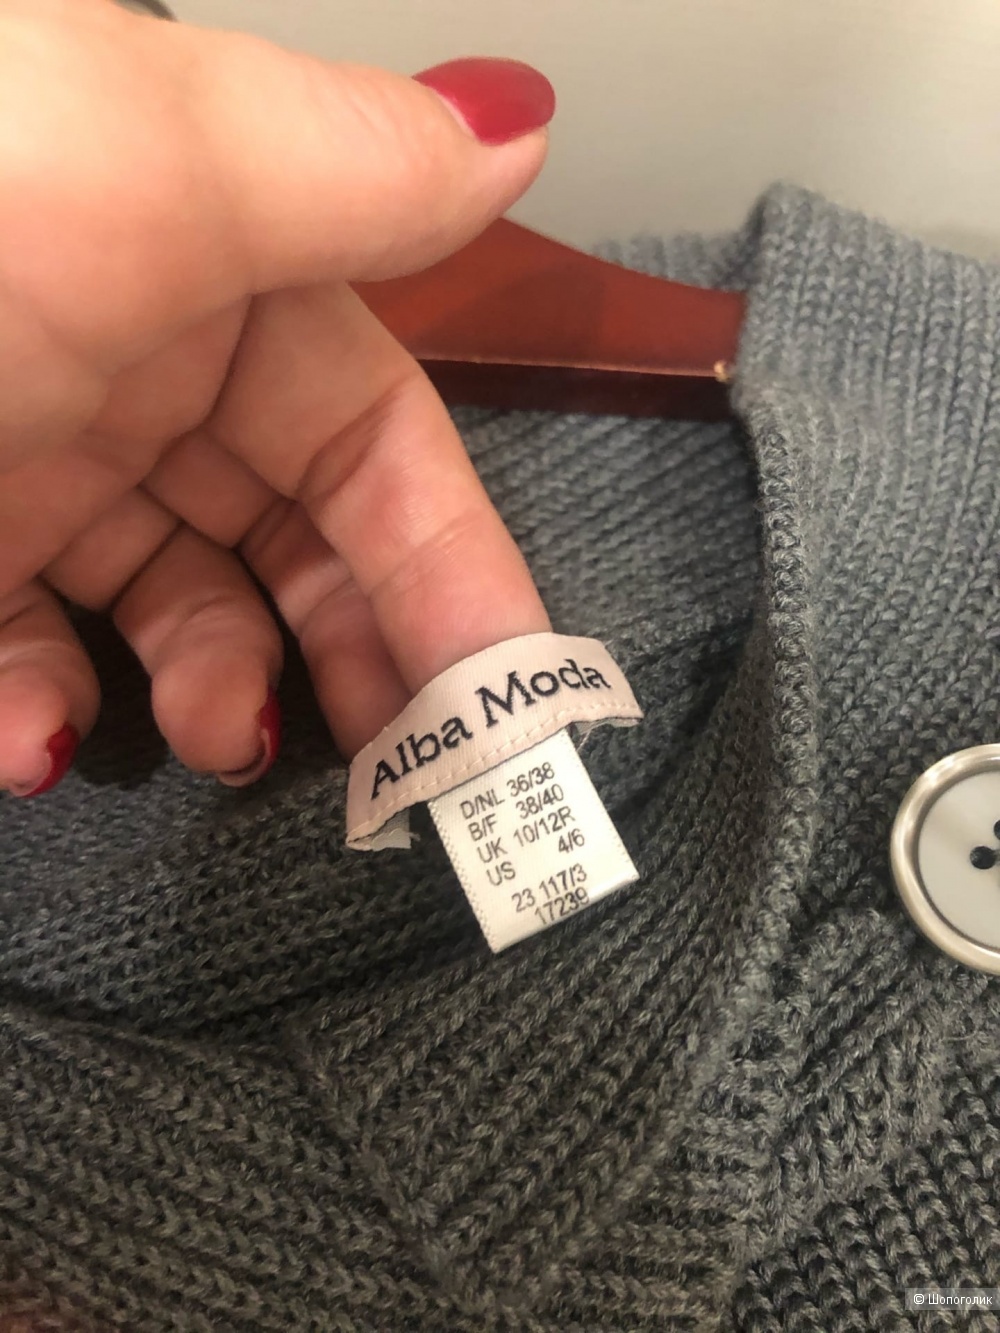 Alba Moda
D/NL 36/38
B/F 38/40
UK 10/12R
US 4/6
23 117/3
17239
© Шопоголик